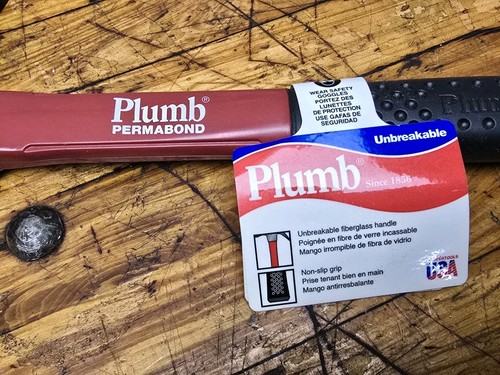 Plumb®
PERMABOND
WEAR SAFETY
GOGGLES
PORTEZ DES
LUNETTES
DE PROTECTION
USE GAFAS DE
SEGURIDAD
Plumb
Unbreakable
Plumb®
Since 1856
Unbreakable fiberglass handle
Poignée en fibre de verre incassable
Mango irrompible de fibra de vidrio
Non-slip grip
Prise tenant bien en main
Mango antirresbalante
USA